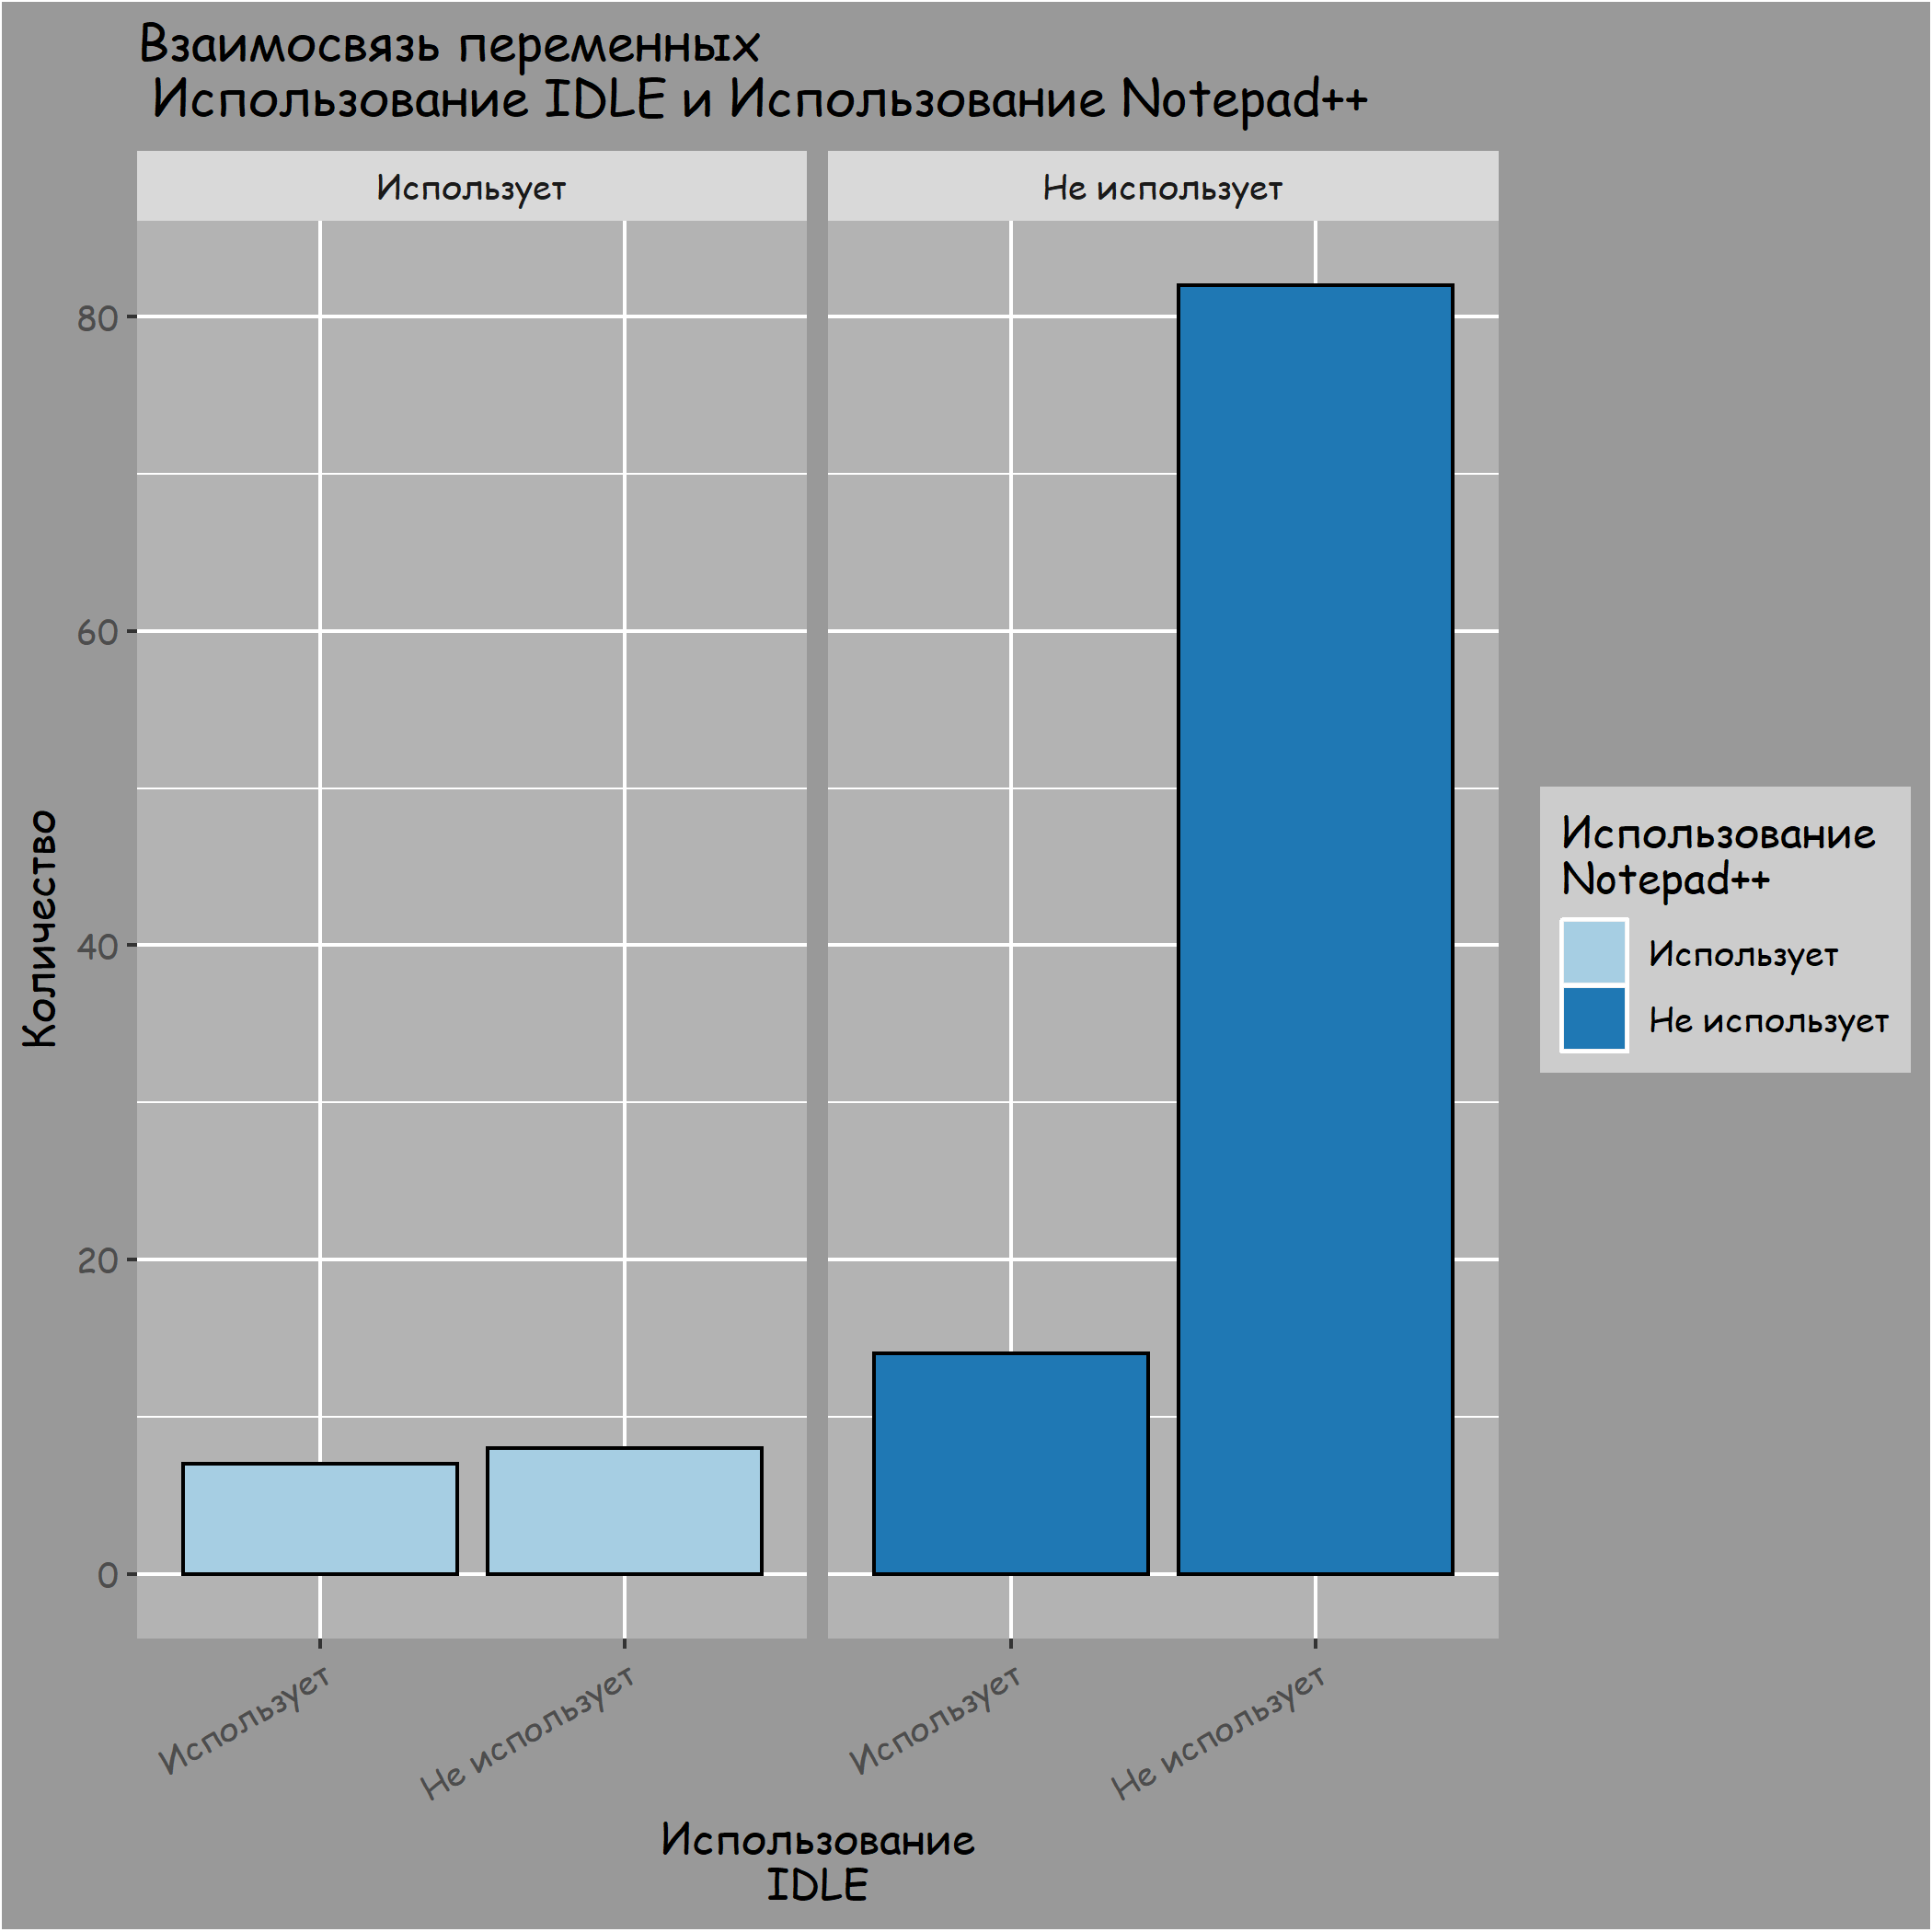 Взаимосвязь переменных
Использование IDLE и Использование Notepad++
Использует
Не использует
80
60
40
20
0
Количество
Использует
Не использует
Использует
Не использует
Использование
IDLE
Использование
Notepad++
Использует
Не использует